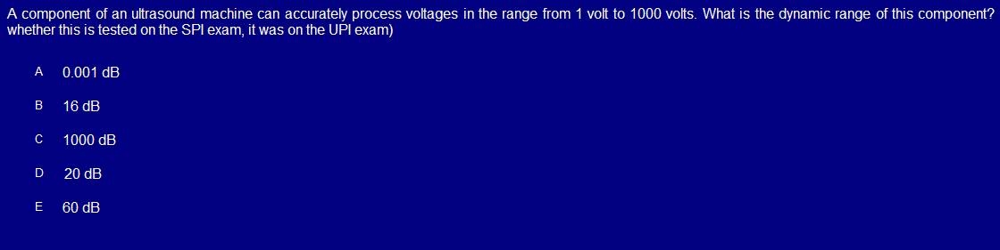 A component of an ultrasound machine can accurately process voltages in the range from 1 volt to 1000 volts. What is the dynamic range of this component?
whether this is tested on the SPI exam, it was on the UPI exam)
A 0.001 dB
B 16 dB
C 1000 dB
D 20 dB
E 60 dB